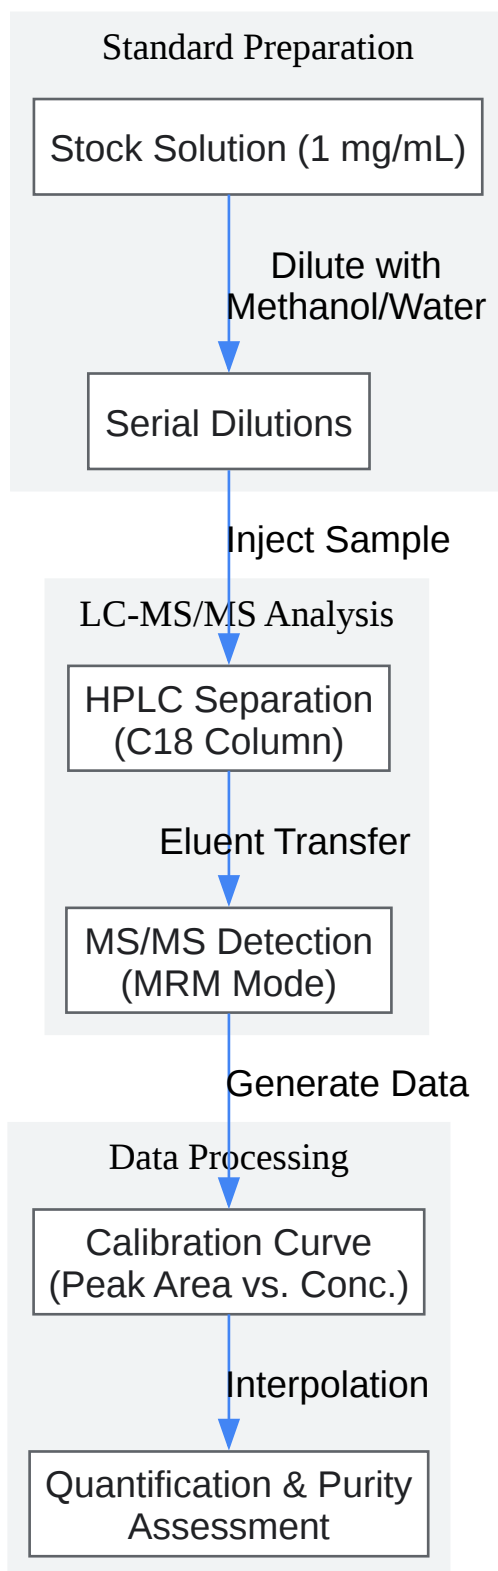 Standard Preparation
Stock Solution (1 mg/mL)
Dilute with
Methanol/Water
Serial Dilutions
Inject Sample
LC-MS/MS Analysis
HPLC Separation
(C18 Column)
Eluent Transfer
MS/MS Detection
(MRM Mode)
Generate Data
Data Processing
Calibration Curve
(Peak Area vs. Conc.)
Interpolation
Quantification & Purity
Assessment